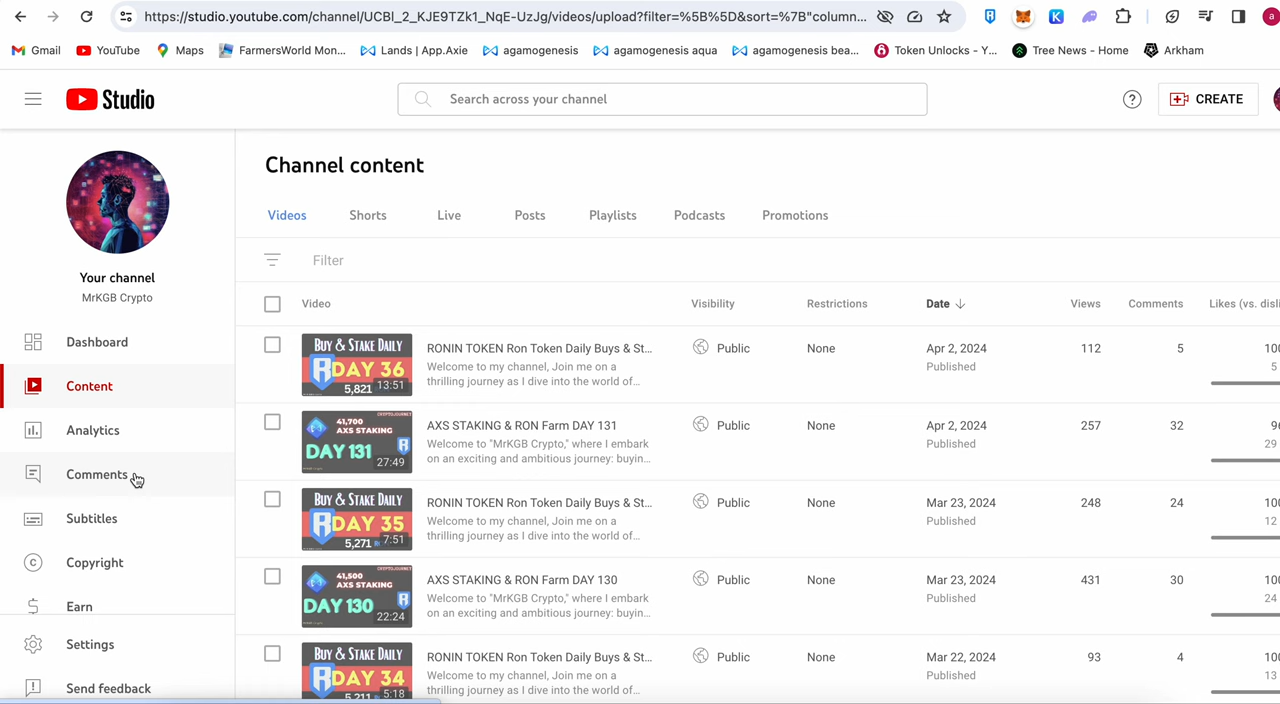 https://studio.youtube.com/channel/UCBl_2_KJE9TZk1_NqE-UzJg/videos/upload?filter=%5B%5D&sort=%7B"column...
Gmail YouTube Maps FarmersWorld Mon... Lands | App.Axie agamogenesis agamogenesis aqua agamogenesis bea... Token Unlocks - Y... Tree News - Home Arkham
Studio
Search across your channel
CREATE
Your channel
MrKGB Crypto
Dashboard
Content
Analytics
Comments
Subtitles
Copyright
Earn
Settings
Send feedback
Channel content
Videos Shorts Live Posts Playlists Podcasts Promotions
Filter
Video Visibility Restrictions Date Views Comments Likes (vs. disli
BUY & STAKE DAILY
DAY 36
5,821 13:51
RONIN TOKEN Ron Token Daily Buys & St...
Welcome to my channel, Join me on a
thrilling journey as I dive into the world of...
Public None Apr 2, 2024 112 5 100
Published 5
41,700
AXS STAKING
DAY 131
27:49
AXS STAKING & RON Farm DAY 131
Welcome to "MrKGB Crypto," where I embark
on an exciting and ambitious journey: buyin...
Public None Apr 2, 2024 257 32 96
Published 29
BUY & STAKE DAILY
DAY 35
5,271 7:51
RONIN TOKEN Ron Token Daily Buys & St...
Welcome to my channel, Join me on a
thrilling journey as I dive into the world of...
Public None Mar 23, 2024 248 24 100
Published 12
41,500
AXS STAKING
DAY 130
22:24
AXS STAKING & RON Farm DAY 130
Welcome to "MrKGB Crypto," where I embark
on an exciting and ambitious journey: buyin...
Public None Mar 23, 2024 431 30 100
Published 24
BUY & STAKE DAILY
DAY 34
5,211 5:18
RONIN TOKEN Ron Token Daily Buys & St...
Welcome to my channel, Join me on a
thrilling journey as I dive into the world of...
Public None Mar 22, 2024 93 4 100
Published 13